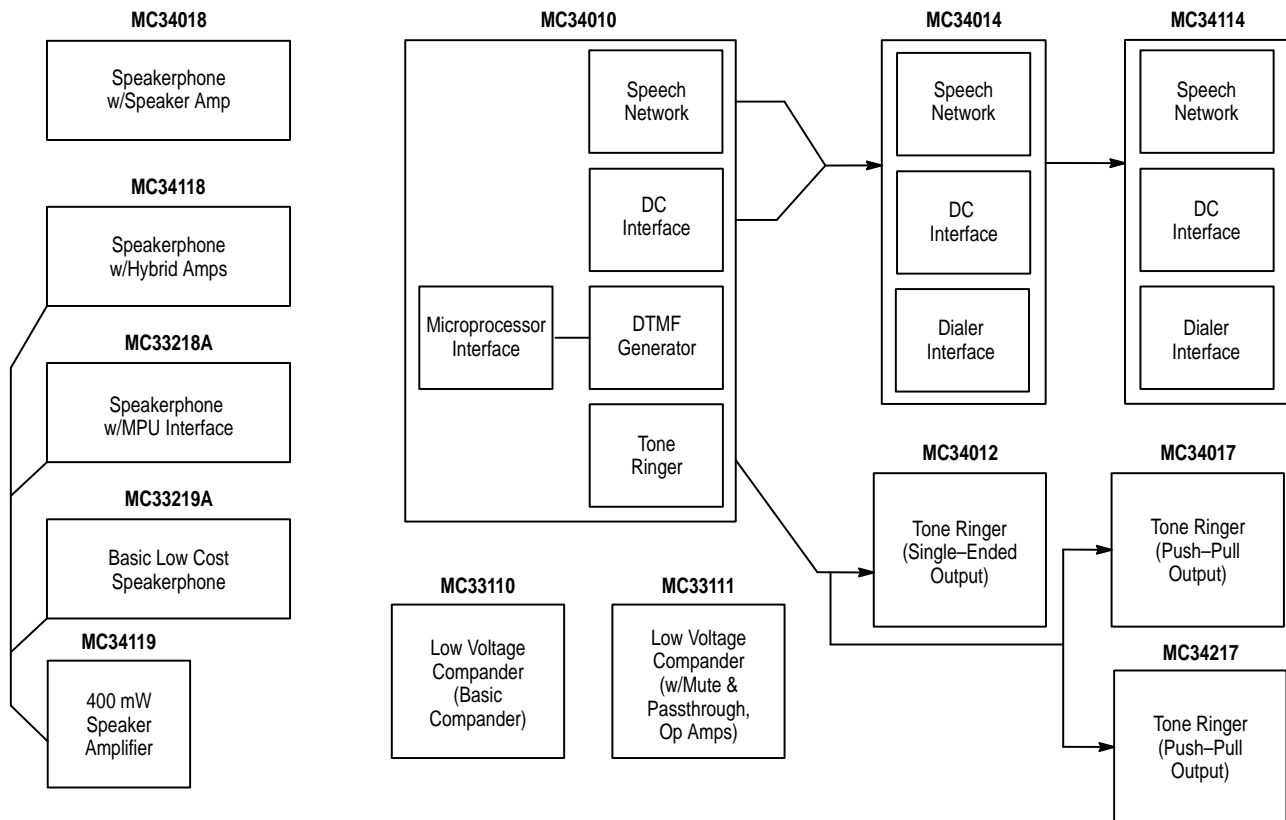 MC34018
Speakerphone
w/Speaker Amp
MC34118
Speakerphone
w/Hybrid Amps
MC33218A
Speakerphone
w/MPU Interface
MC33219A
Basic Low Cost
Speakerphone
MC34119
400 mW
Speaker
Amplifier
MC34010
Speech
Network
DC
Interface
Microprocessor
Interface
DTMF
Generator
Tone
Ringer
MC34014
Speech
Network
DC
Interface
Dialer
Interface
MC34114
Speech
Network
DC
Interface
Dialer
Interface
MC33110
Low Voltage
Compander
(Basic
Compander)
MC33111
Low Voltage
Compander
(w/Mute &
Passthrough,
Op Amps)
MC34012
Tone Ringer
(Single–Ended
Output)
MC34017
Tone Ringer
(Push–Pull
Output)
MC34217
Tone Ringer
(Push–Pull
Output)